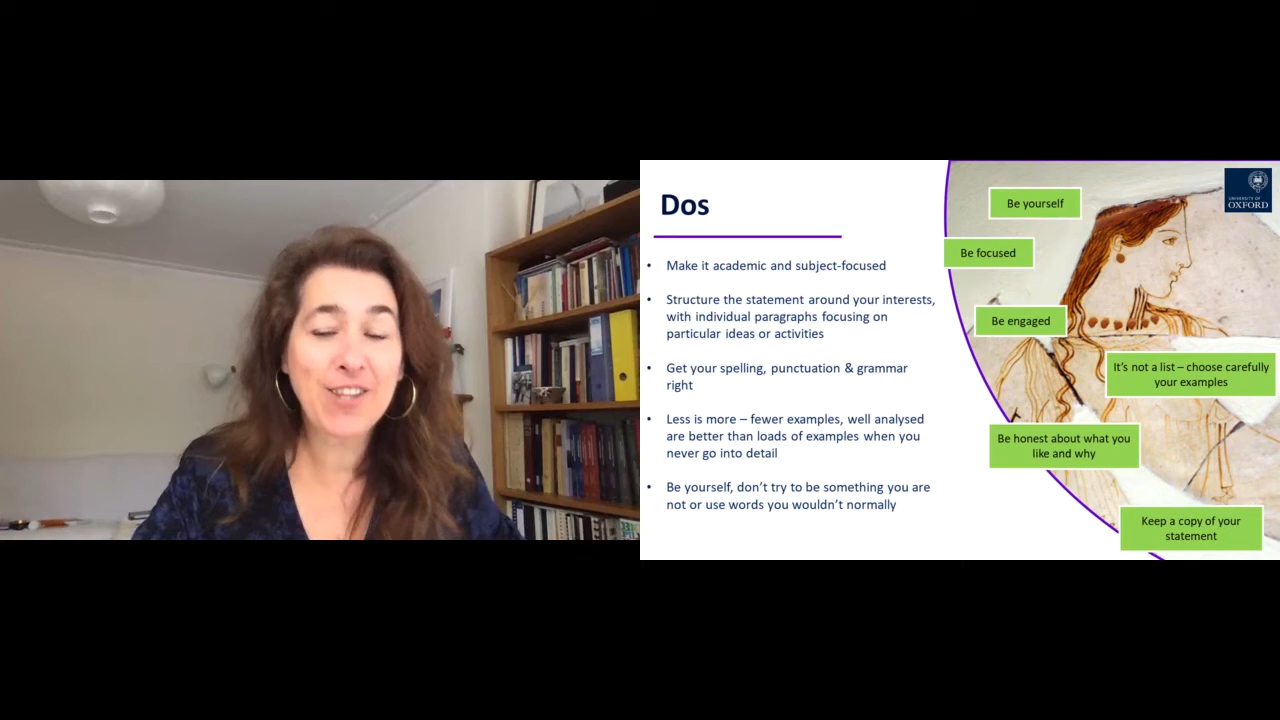 Dos
• Make it academic and subject-focused
• Structure the statement around your interests,
with individual paragraphs focusing on
particular ideas or activities
• Get your spelling, punctuation & grammar
right
• Less is more – fewer examples, well analysed
are better than loads of examples when you
never go into detail
• Be yourself, don’t try to be something you are
not or use words you wouldn’t normally
UNIVERSITY OF
OXFORD
Be yourself
Be focused
Be engaged
It’s not a list – choose carefully
your examples
Be honest about what you
like and why
Keep a copy of your
statement